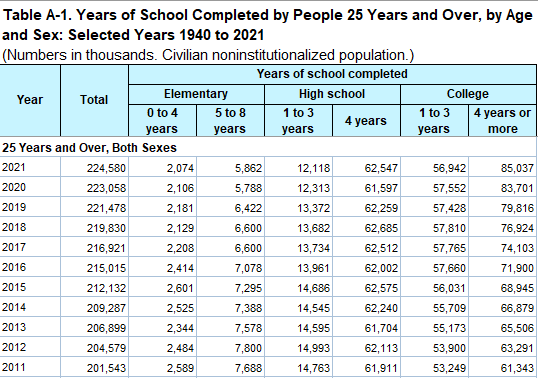 Table A-1. Years of School Completed by People 25 Years and Over, by Age
and Sex: Selected Years 1940 to 2021
(Numbers in thousands. Civilian noninstitutionalized population.)
Years of school completed
Elementary High school College
Year Total 0 to 4 years 5 to 8 years 1 to 3 years 4 years 1 to 3 years 4 years or more
25 Years and Over, Both Sexes
2021 224,580 2,074 5,862 12,118 62,547 56,942 85,037
2020 223,058 2,106 5,788 12,313 61,597 57,552 83,701
2019 221,478 2,181 6,422 13,372 62,259 57,428 79,816
2018 219,830 2,129 6,600 13,682 62,685 57,810 76,924
2017 216,921 2,208 6,600 13,734 62,512 57,765 74,103
2016 215,015 2,414 7,078 13,961 62,002 57,660 71,900
2015 212,132 2,601 7,295 14,686 62,575 56,031 68,945
2014 209,287 2,525 7,388 14,545 62,240 55,709 66,879
2013 206,899 2,344 7,578 14,595 61,704 55,173 65,506
2012 204,579 2,484 7,800 14,993 62,113 53,900 63,291
2011 201,543 2,589 7,688 14,763 61,911 53,249 61,343